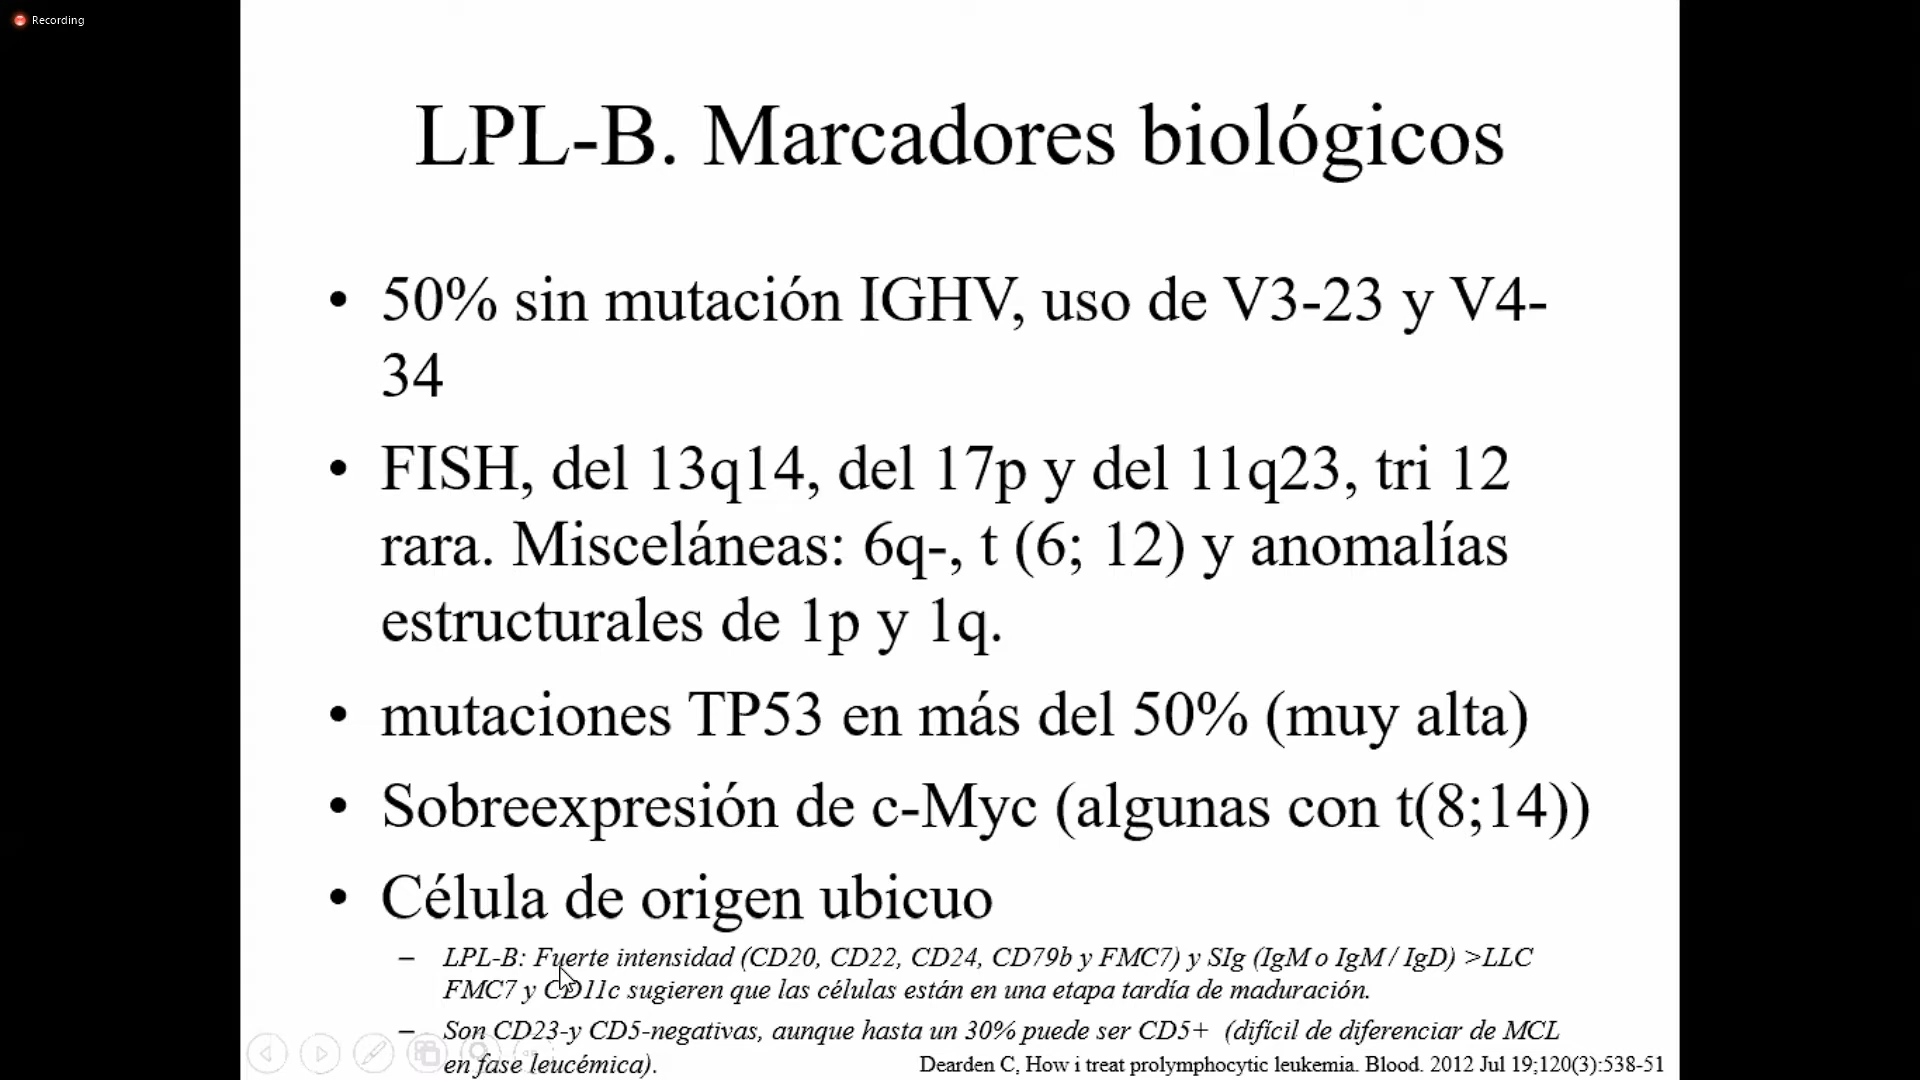 Recording
LPL-B. Marcadores biológicos
• 50% sin mutación IGHV, uso de V3-23 y V4-
34
• FISH, del 13q14, del 17p y del 11q23, tri 12
rara. Misceláneas: 6q-, t (6; 12) y anomalías
estructurales de 1p y 1q.
• mutaciones TP53 en más del 50% (muy alta)
• Sobreexpresión de c-Myc (algunas con t(8;14))
• Célula de origen ubicuo
– LPL-B: Fuerte intensidad (CD20, CD22, CD24, CD79b y FMC7) y SIg (IgM o IgM / IgD) >LLC
FMC7 y CD11c sugieren que las células están en una etapa tardía de maduración.
– Son CD23-y CD5-negativas, aunque hasta un 30% puede ser CD5+ (difícil de diferenciar de MCL
en fase leucémica).
Dearden C, How i treat prolymphocytic leukemia. Blood. 2012 Jul 19;120(3):538-51